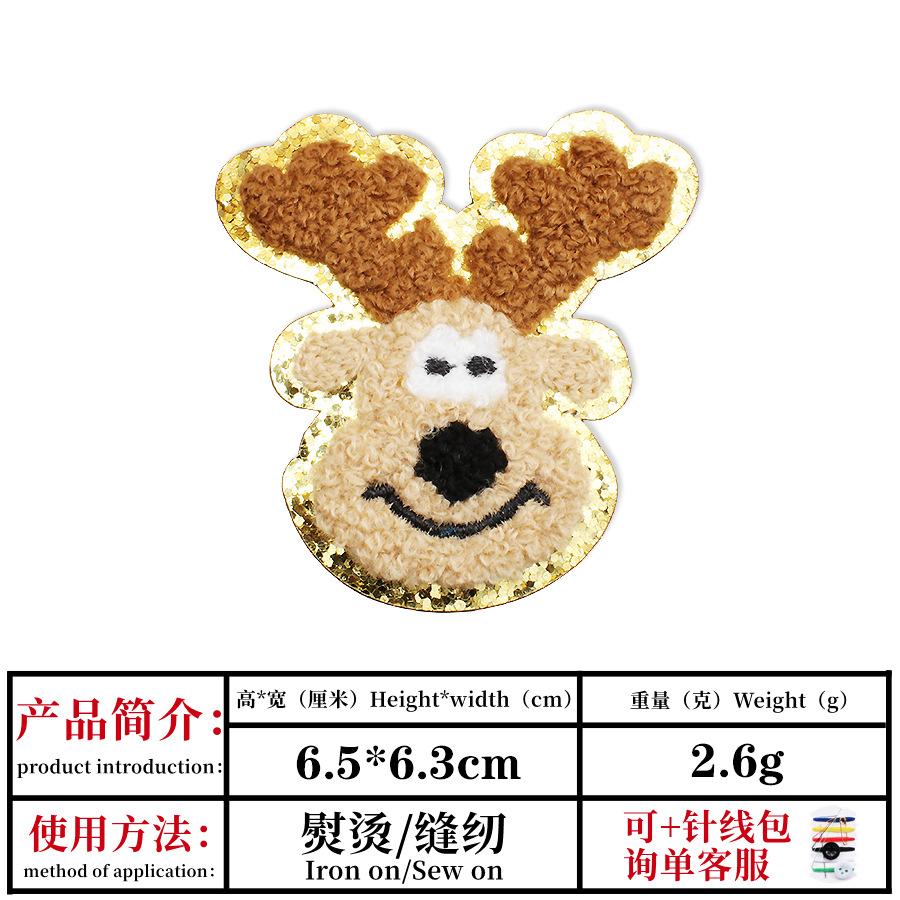 产品简介：
product introduction：
高*宽（厘米）Height*width（cm）
6.5*6.3cm
重量（克）Weight（g）
2.6g
使用方法：
method of application：
熨烫/缝纫
Iron on/Sew on
可+针线包
询单客服